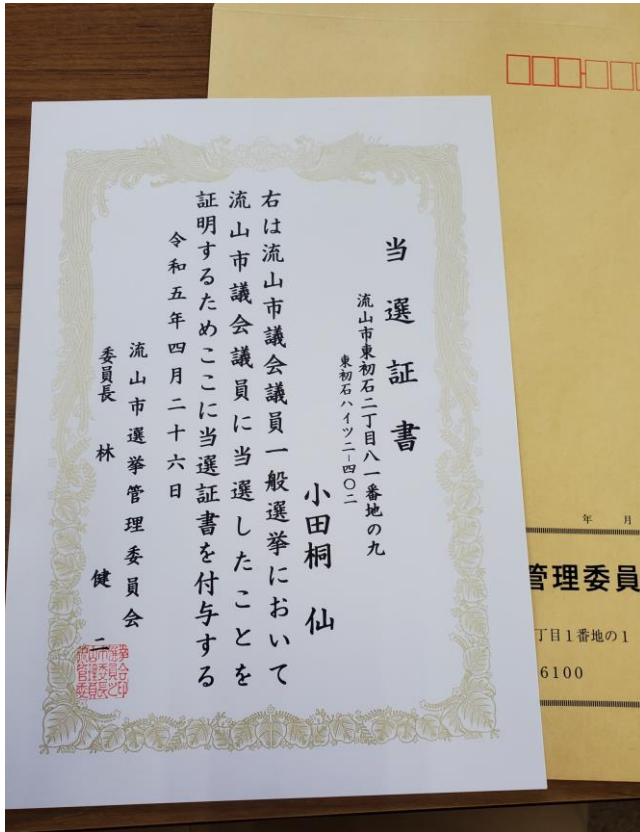 当選証書
流山市東初石二丁目八一番地の九
東初石ハイツ二-四〇二
小田桐 仙
右は流山市議会議員一般選挙において
流山市議会議員に当選したことを
証明するためここに当選証書を付与する
令和五年四月二十六日
流山市選挙管理委員会
委員長 林 健二
年 月
管理委員
丁目1番地の1
6100